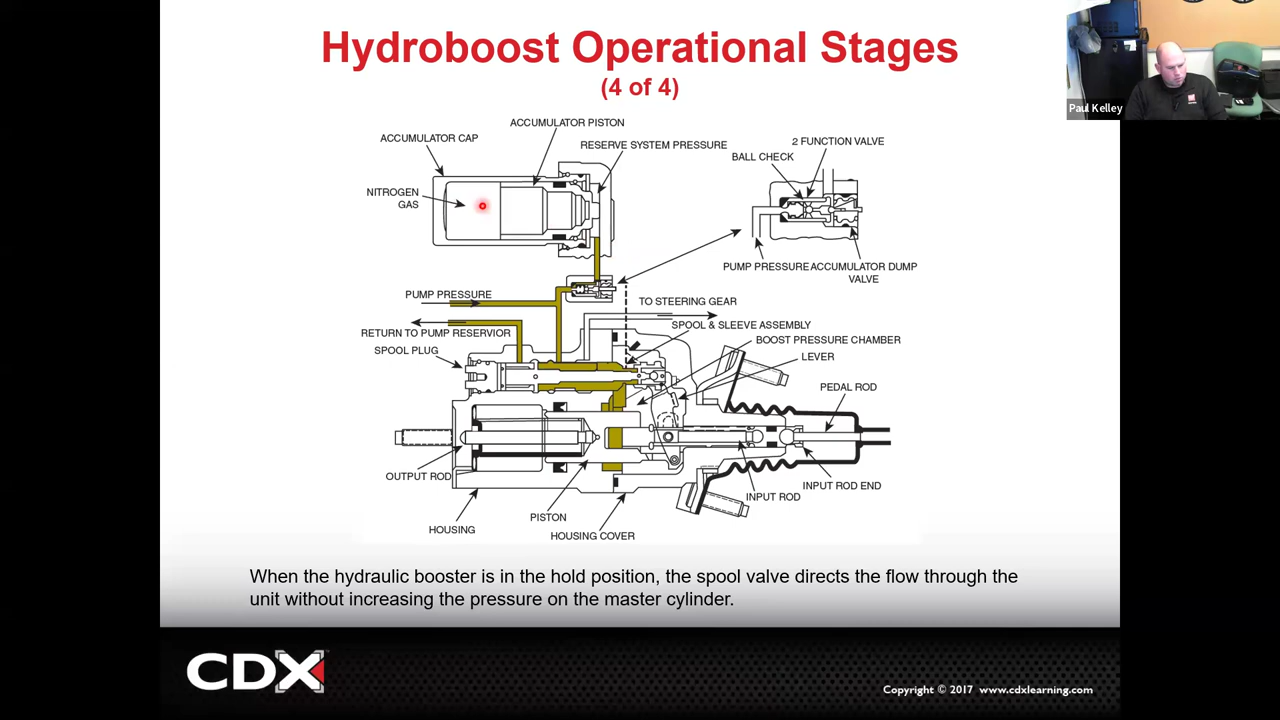 Hydroboost Operational Stages
(4 of 4)
Paul Kelley
ACCUMULATOR PISTON
ACCUMULATOR CAP
RESERVE SYSTEM PRESSURE
2 FUNCTION VALVE
BALL CHECK
NITROGEN
GAS
PUMP PRESSURE
ACCUMULATOR DUMP
VALVE
PUMP PRESSURE
TO STEERING GEAR
RETURN TO PUMP RESERVIOR
SPOOL & SLEEVE ASSEMBLY
BOOST PRESSURE CHAMBER
SPOOL PLUG
LEVER
PEDAL ROD
OUTPUT ROD
INPUT ROD END
INPUT ROD
PISTON
HOUSING
HOUSING COVER
When the hydraulic booster is in the hold position, the spool valve directs the flow through the
unit without increasing the pressure on the master cylinder.
CDX
Copyright © 2017 www.cdxlearning.com